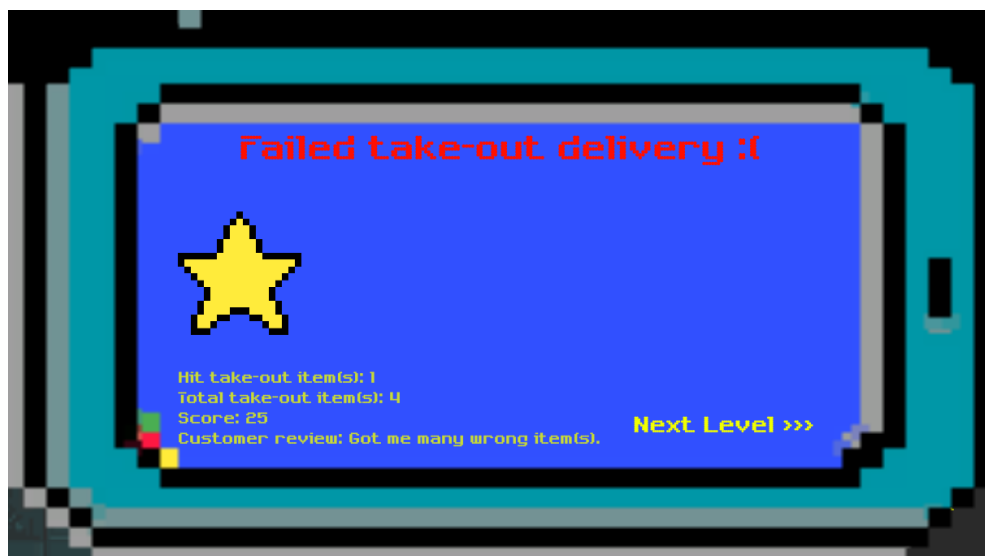 Failed take-out delivery :(
Hit take-out item(s): 1
Total take-out item(s): 4
Score: 25
Customer review: Got me many wrong item(s).
Next Level >>>